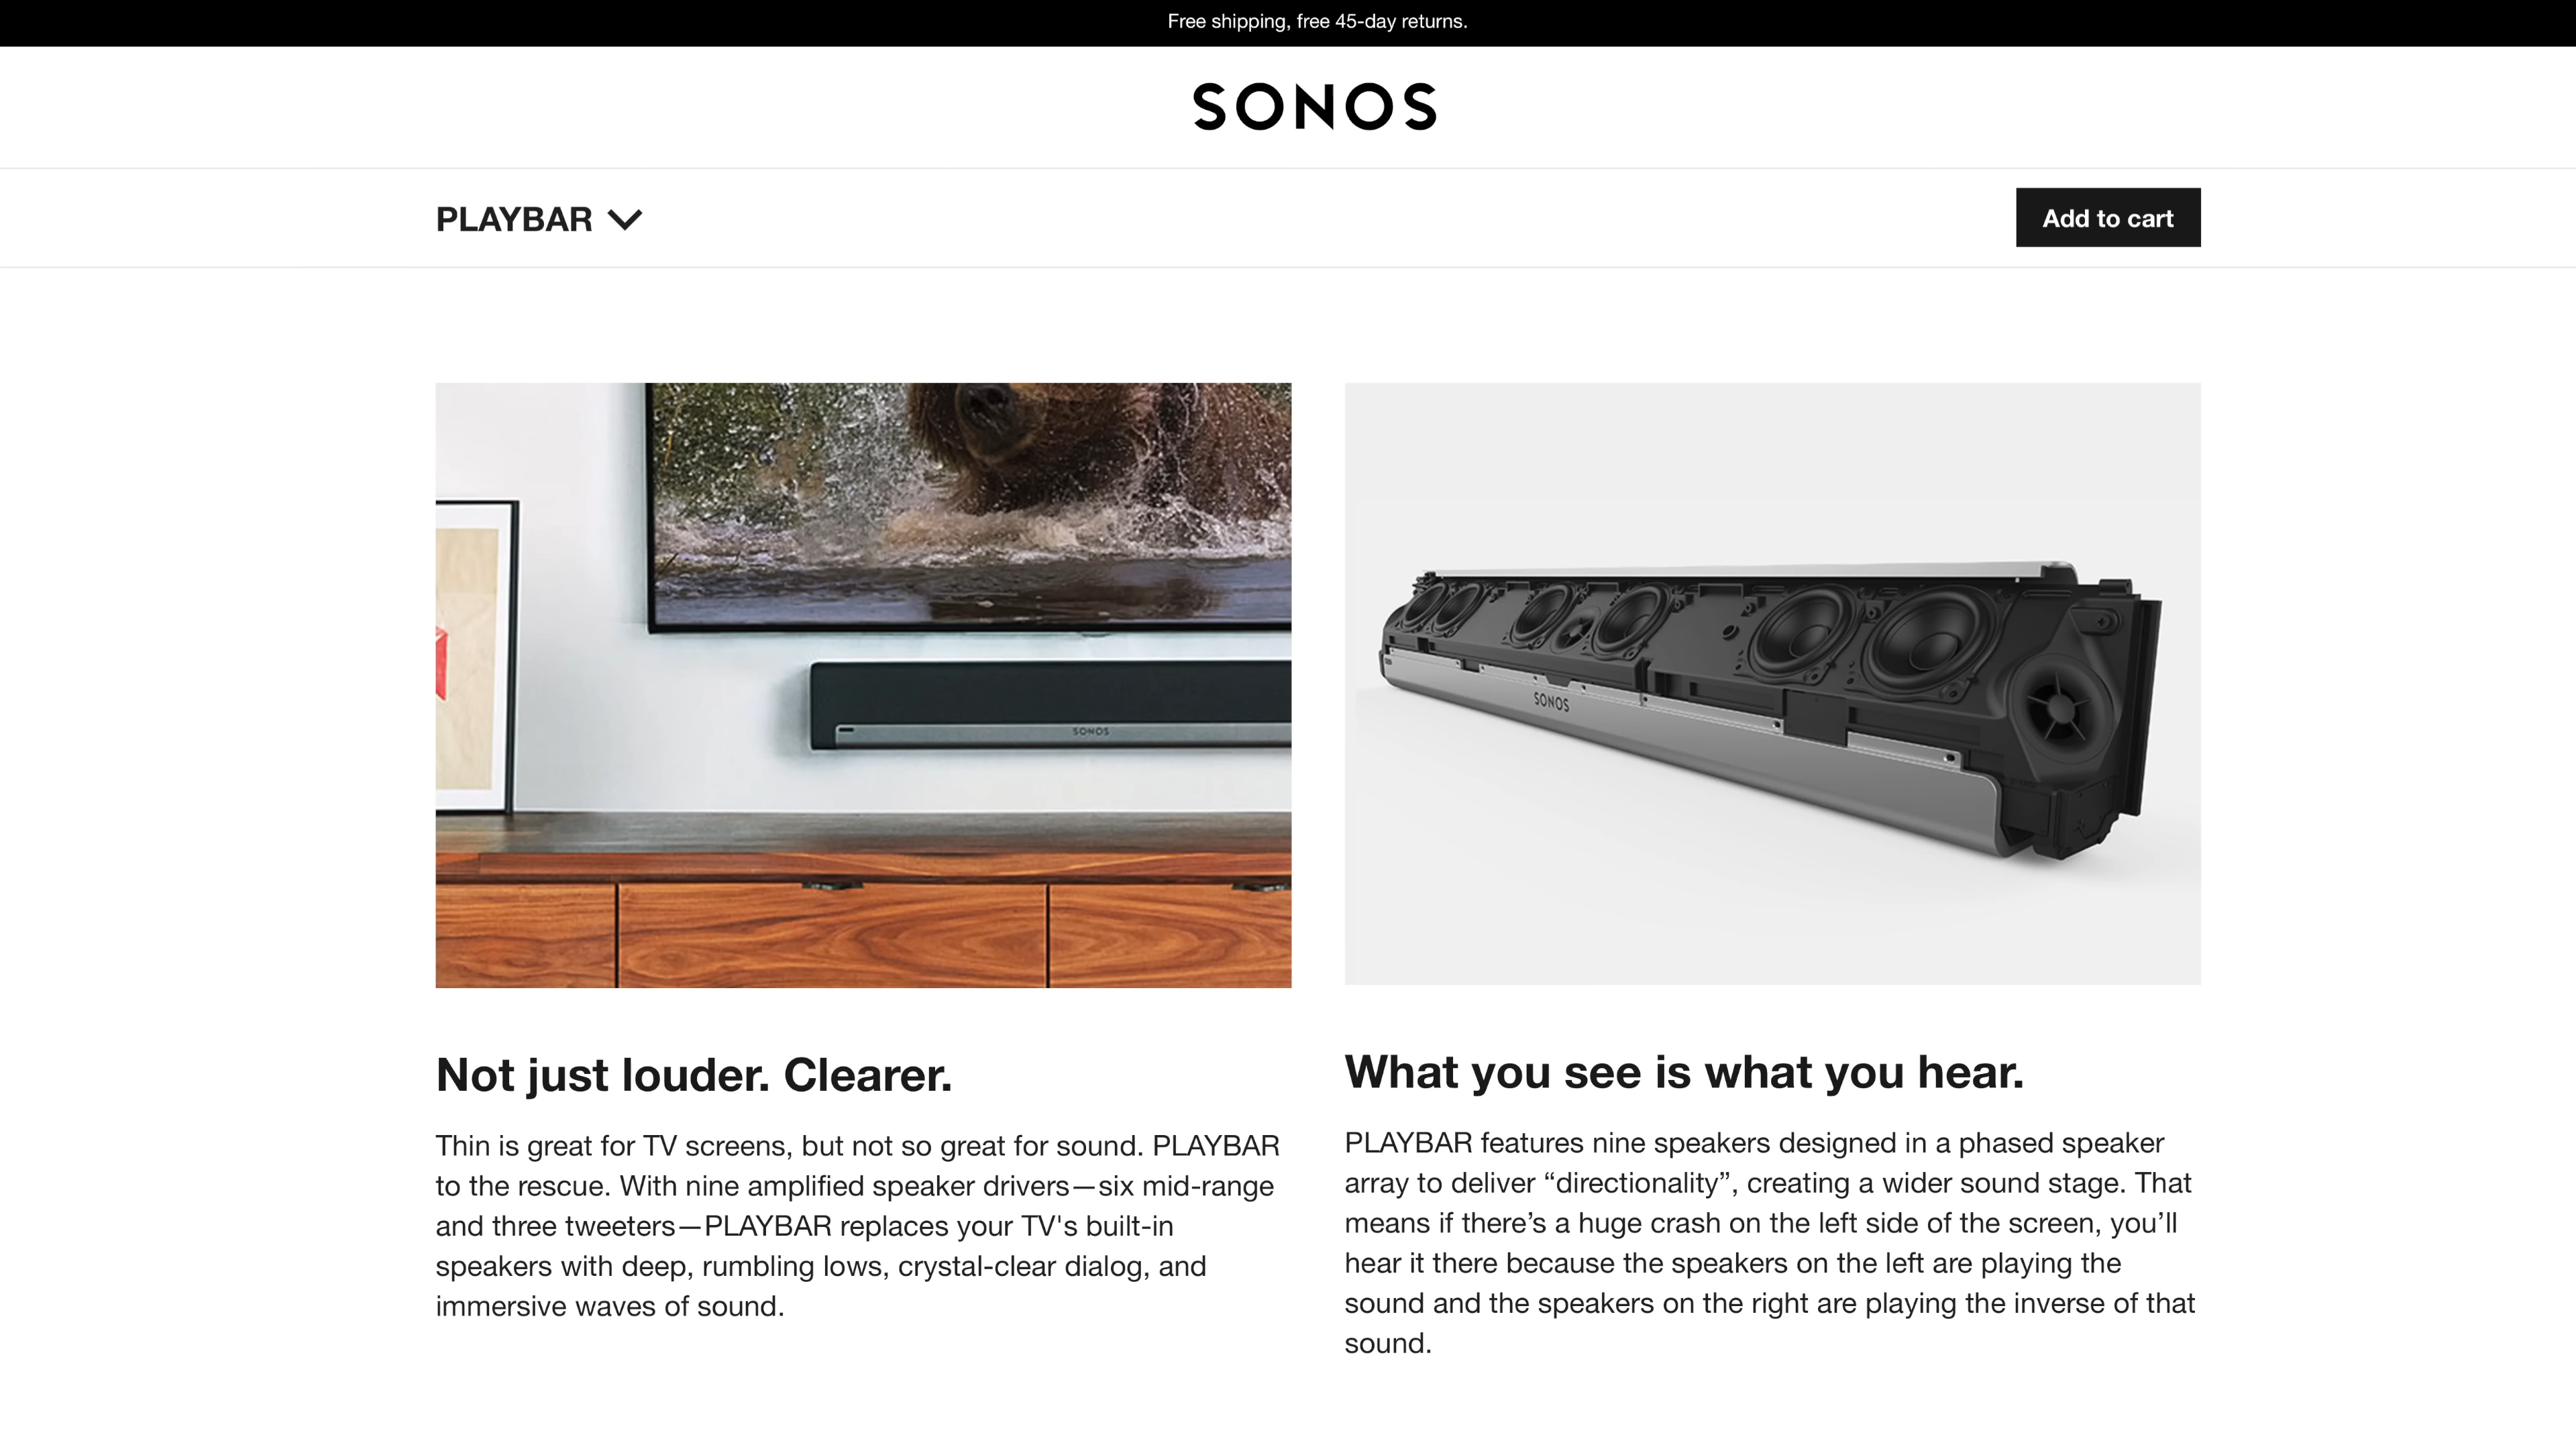 Free shipping, free 45-day returns.
SONOS
PLAYBAR
Add to cart
SONOS
SONOS
Not just louder. Clearer.
Thin is great for TV screens, but not so great for sound. PLAYBAR
to the rescue. With nine amplified speaker drivers—six mid-range
and three tweeters—PLAYBAR replaces your TV's built-in
speakers with deep, rumbling lows, crystal-clear dialog, and
immersive waves of sound.
What you see is what you hear.
PLAYBAR features nine speakers designed in a phased speaker
array to deliver “directionality”, creating a wider sound stage. That
means if there’s a huge crash on the left side of the screen, you’ll
hear it there because the speakers on the left are playing the
sound and the speakers on the right are playing the inverse of that
sound.